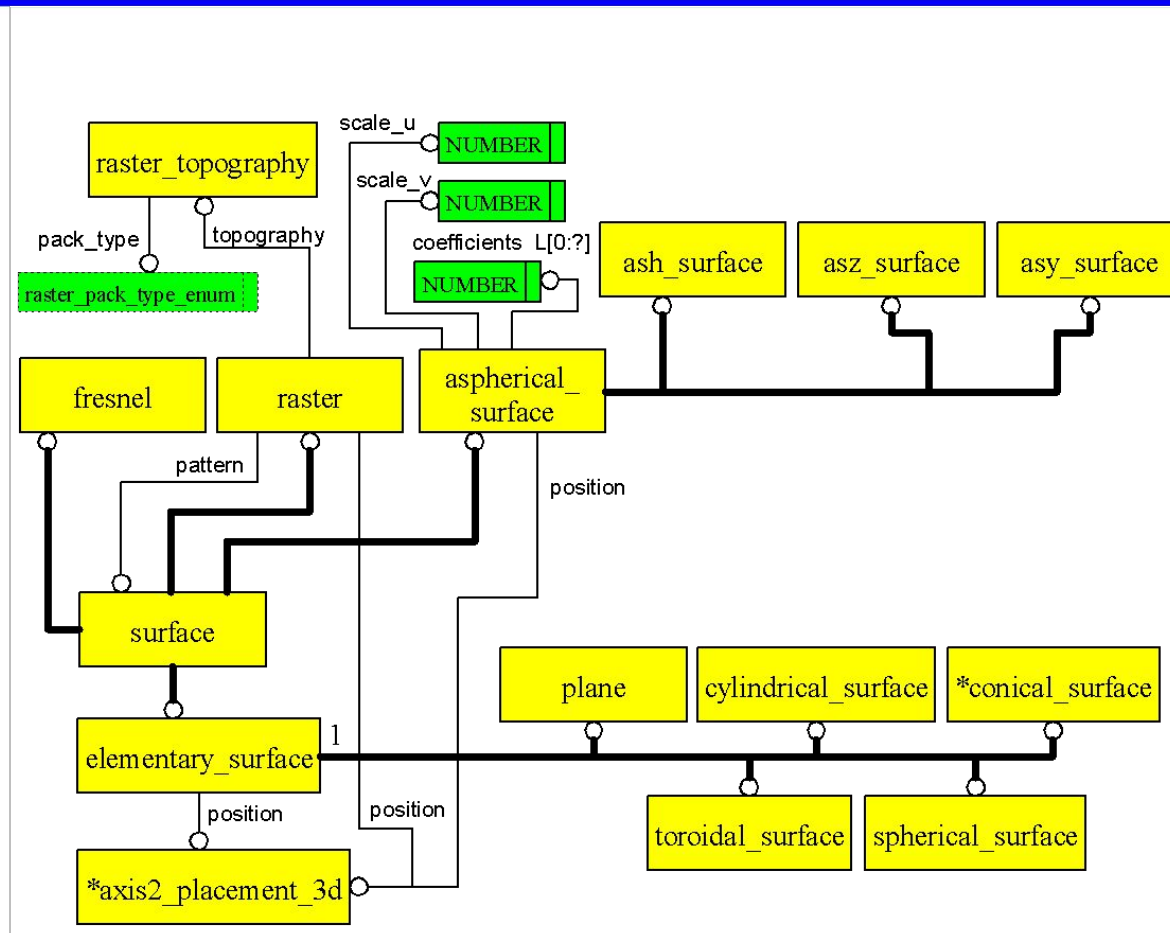 scale_u
NUMBER
raster_topography
scale_v
NUMBER
pack_type
topography
coefficients L[0:?]
NUMBER
raster_pack_type_enum
ash_surface
asz_surface
asy_surface
fresnel
raster
aspherical_
surface
pattern
position
surface
plane
cylindrical_surface
*conical_surface
1
elementary_surface
position
position
toroidal_surface
spherical_surface
*axis2_placement_3d